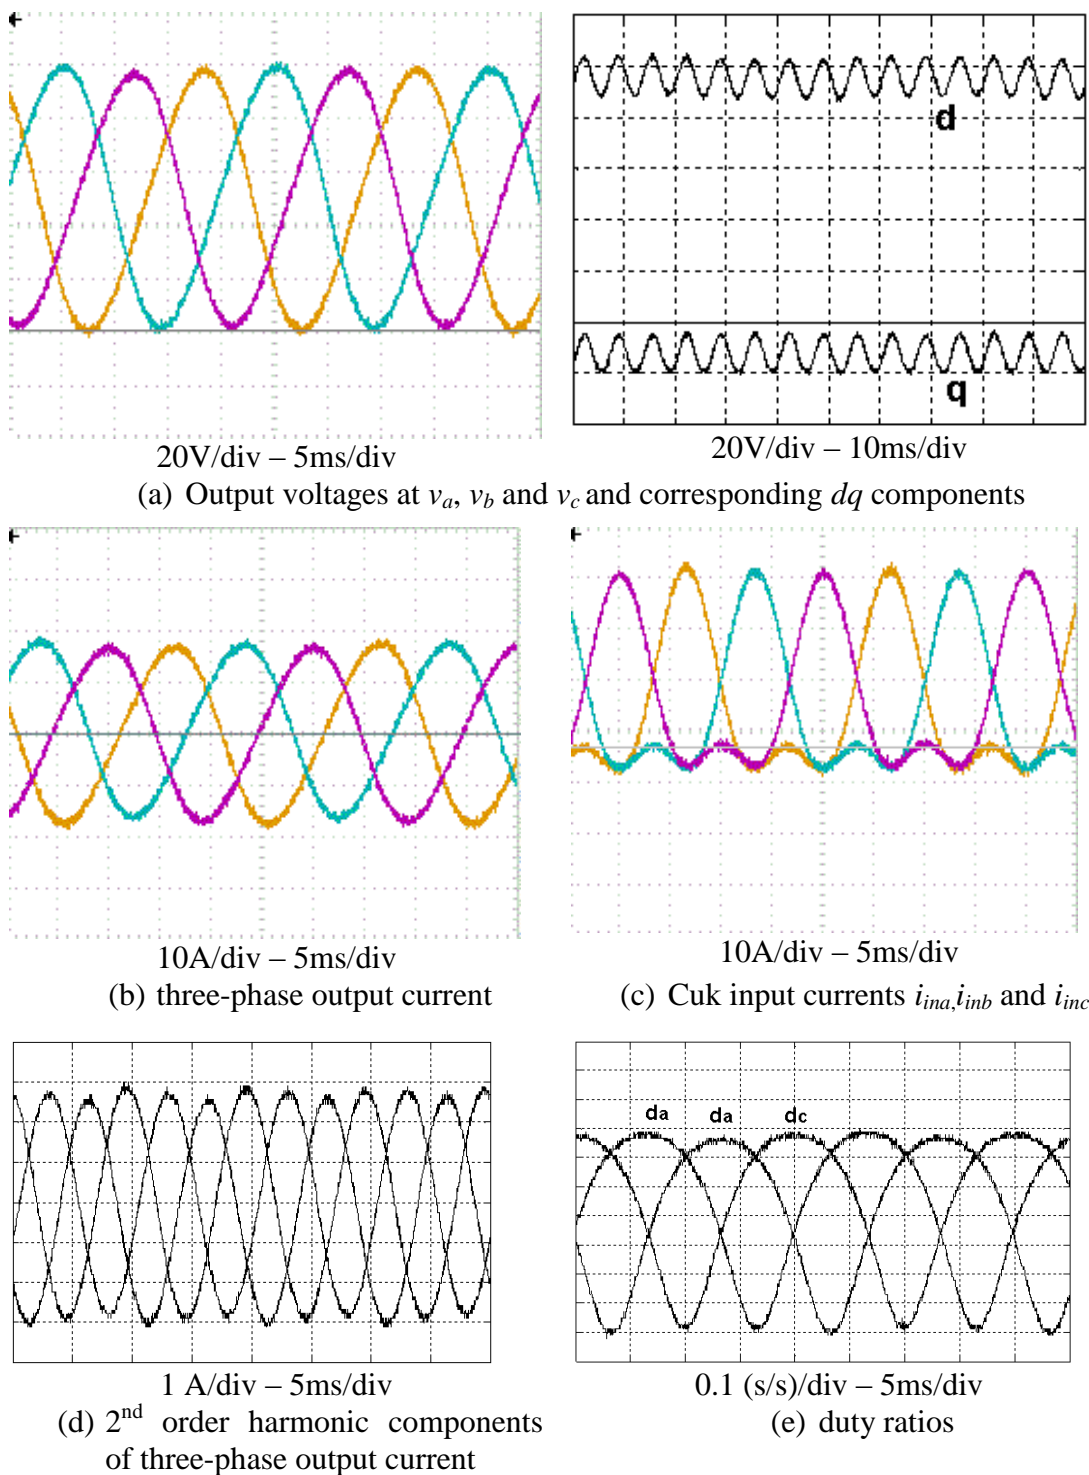 d
q
20V/div – 5ms/div
20V/div – 10ms/div
(a) Output voltages at va, vb and vc and corresponding dq components
10A/div – 5ms/div
10A/div – 5ms/div
(b) three-phase output current
(c) Cuk input currents iina,iinb and iinc
da
da
dc
1 A/div – 5ms/div
0.1 (s/s)/div – 5ms/div
(d) 2nd order harmonic components
of three-phase output current
(e) duty ratios